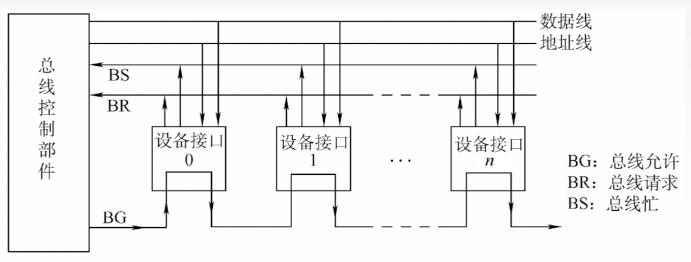 数据线
地址线
BS
BR
总线控制部件
设备接口
0
设备接口
1
···
设备接口
n
BG
BG：总线允许
BR：总线请求
BS：总线忙